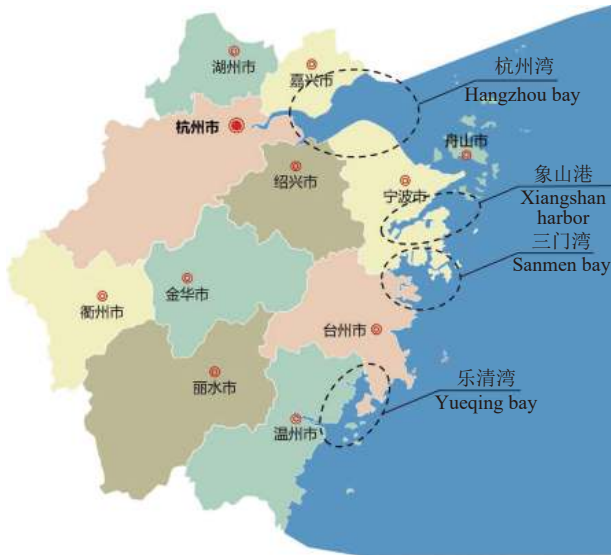 湖州市
嘉兴市
杭州湾
Hangzhou bay
杭州市
舟山市
绍兴市
宁波市
象山港
Xiangshan
harbor
三门湾
Sanmen bay
金华市
衢州市
台州市
丽水市
乐清湾
Yueqing bay
温州市